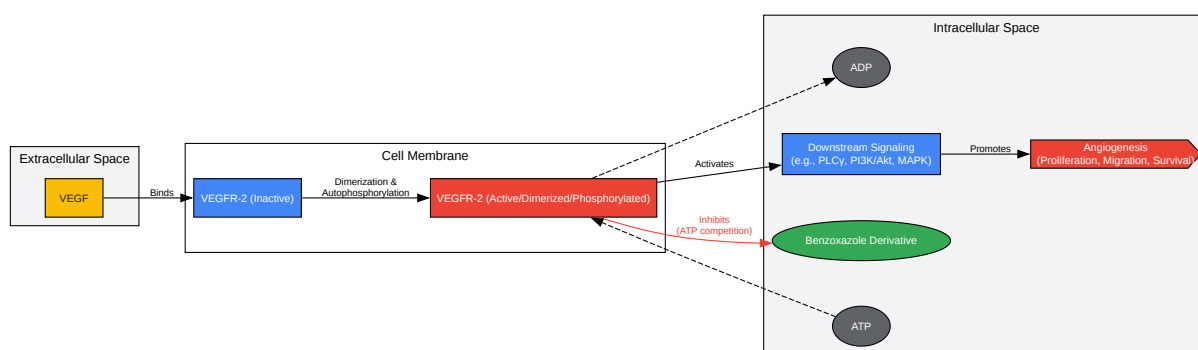 Extracellular Space
VEGF
Binds
Cell Membrane
VEGFR-2 (Inactive)
Dimerization &
Autophosphorylation
VEGFR-2 (Active/Dimerized/Phosphorylated)
Activates
Inhibits
(ATP competition)
Intracellular Space
ADP
Downstream Signaling
(e.g., PLCγ, PI3K/Akt, MAPK)
Promotes
Angiogenesis
(Proliferation, Migration, Survival)
Benzoxazole Derivative
ATP